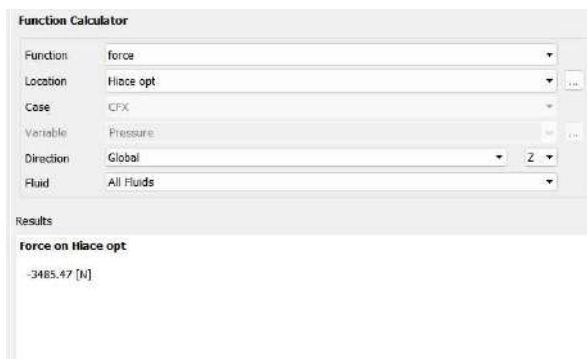 Function Calculator
Function force
Location Hiace opt ...
Case CFX
Variable Pressure ...
Direction Global Z
Fluid All Fluids
Results
Force on Hiace opt
-3485.47 [N]